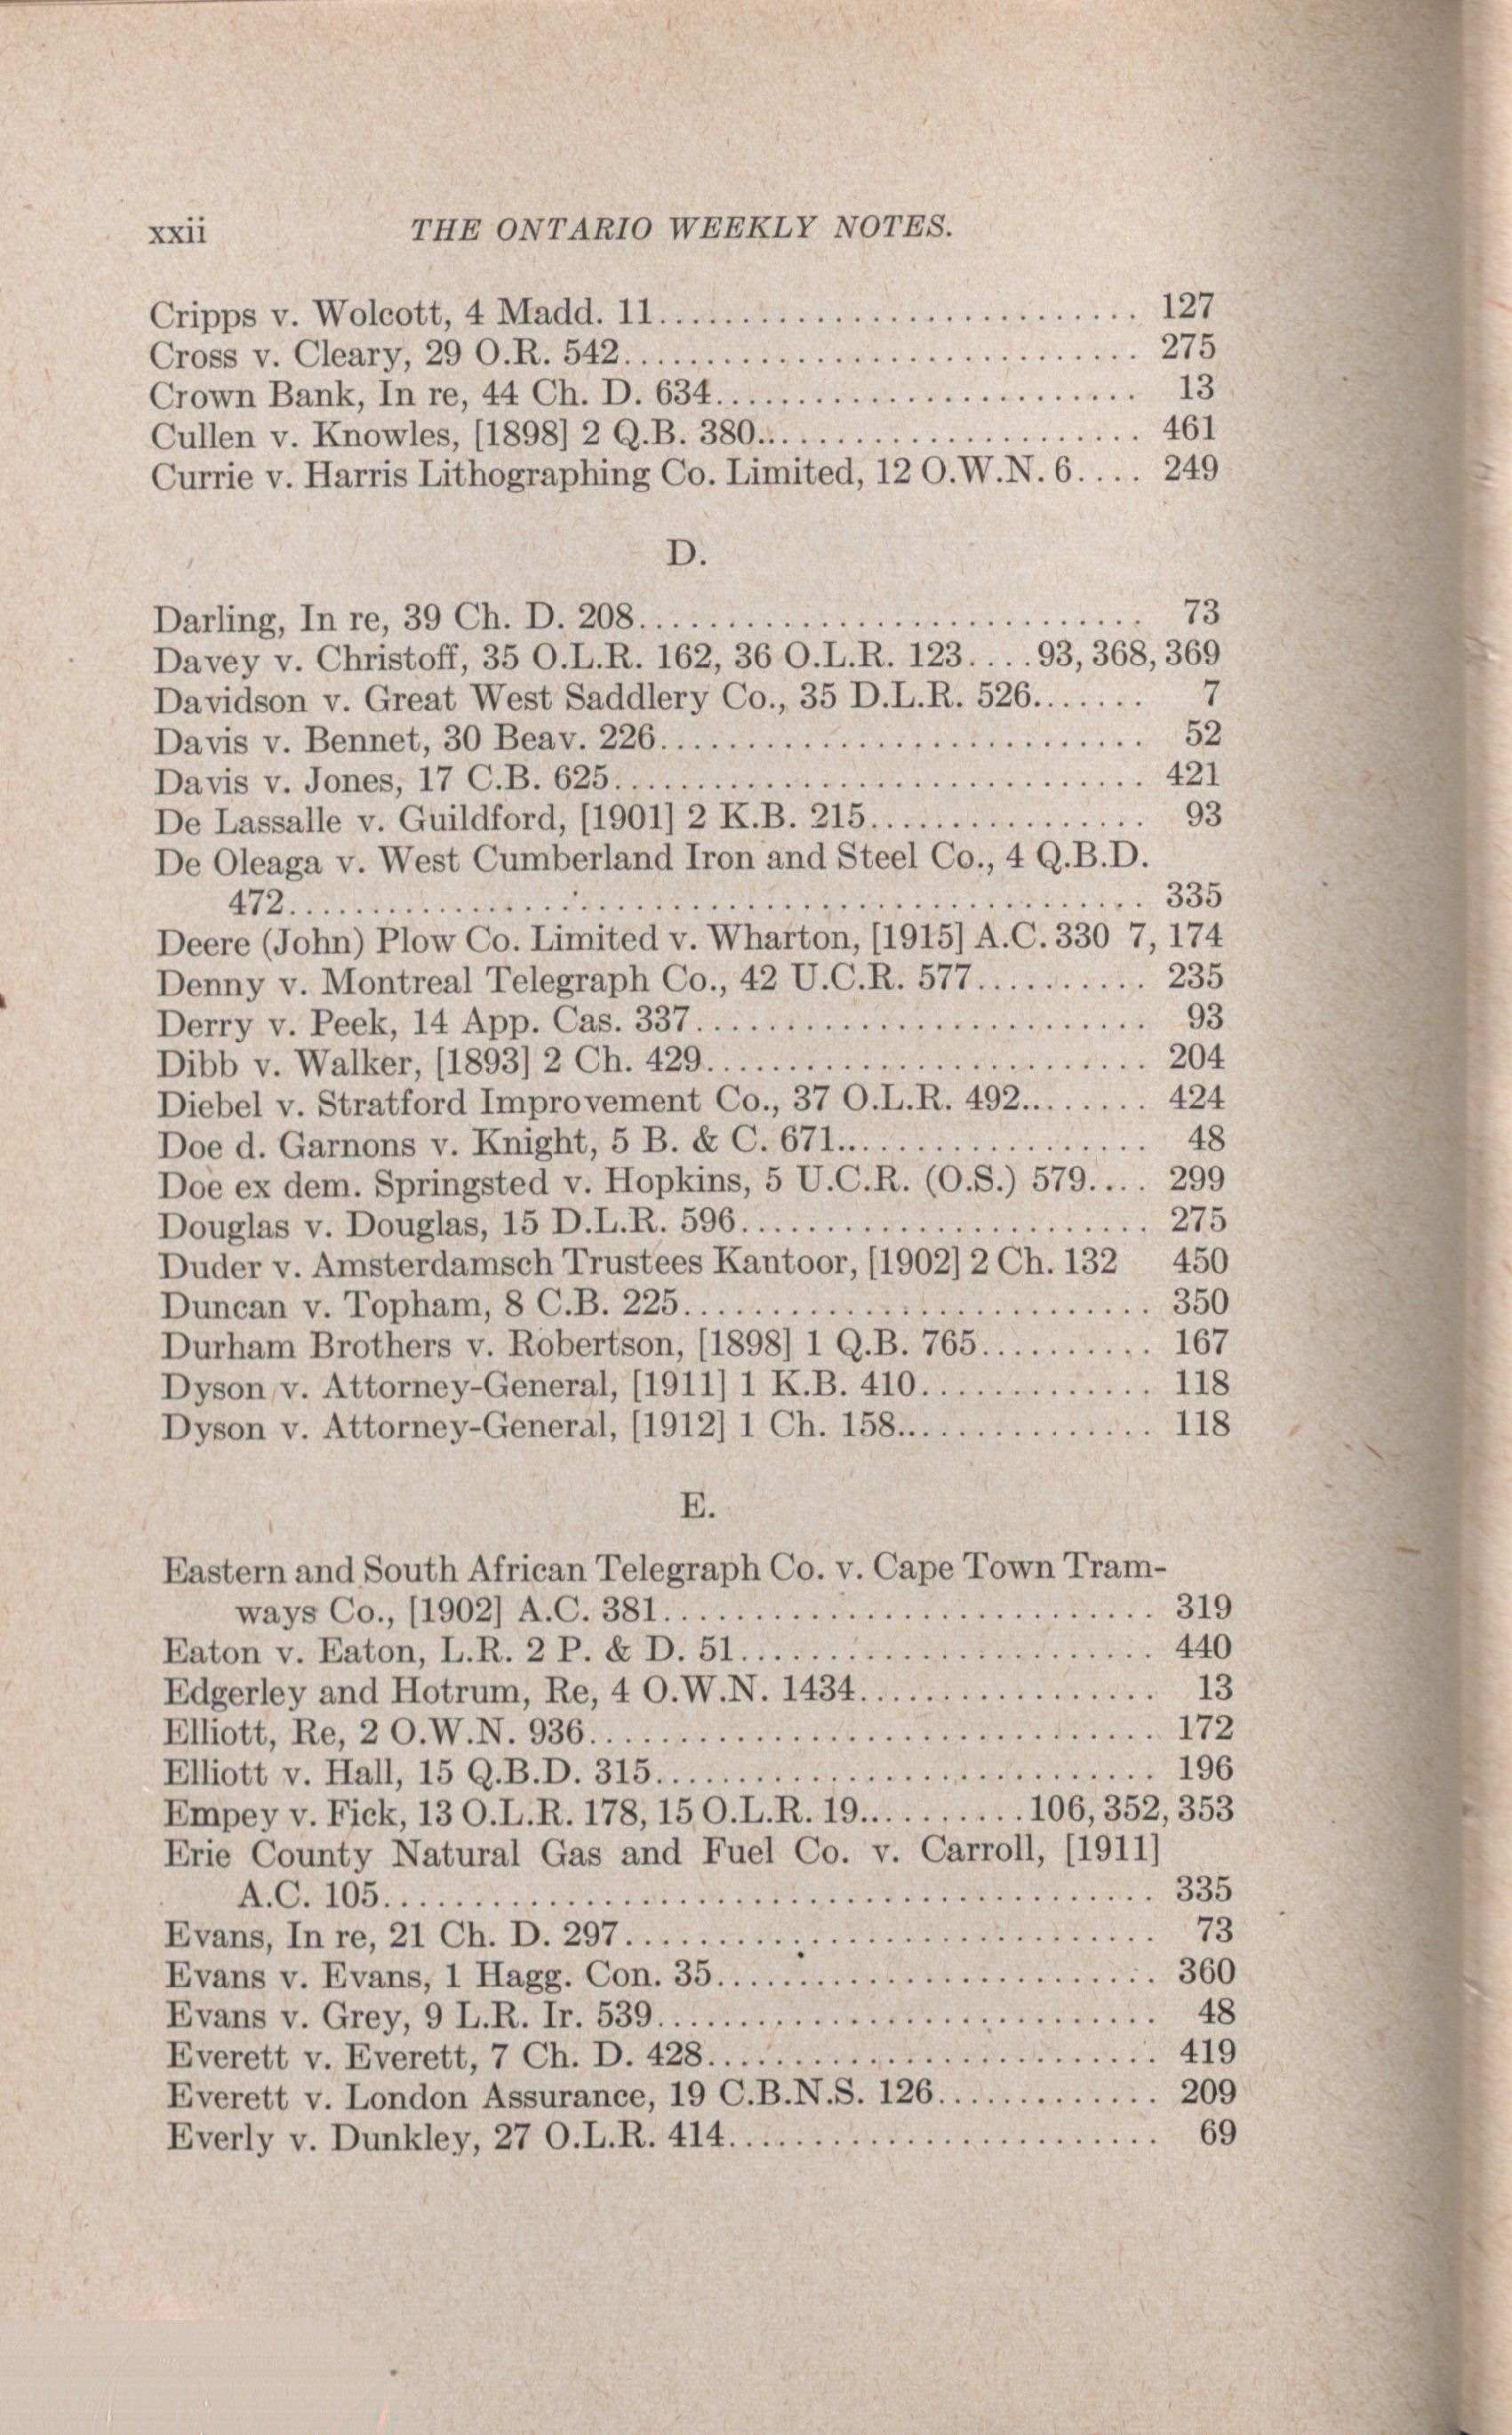 xxii THE ONTARIO WEEKLY NOTES.
Cripps v. Wolcott, 4 Madd. 11............................ 127
Cross v. Cleary, 29 O.R. 542.............................. 275
Crown Bank, In re, 44 Ch. D. 634........................ 13
Cullen v. Knowles, [1898] 2 Q.B. 380...................... 461
Currie v. Harris Lithographing Co. Limited, 12 O.W.N. 6.... 249
D.
Darling, In re, 39 Ch. D. 208............................. 73
Davey v. Christoff, 35 O.L.R. 162, 36 O.L.R. 123....93, 368, 369
Davidson v. Great West Saddlery Co., 35 D.L.R. 526....... 7
Davis v. Bennet, 30 Beav. 226............................ 52
Davis v. Jones, 17 C.B. 625............................... 421
De Lassalle v. Guildford, [1901] 2 K.B. 215................ 93
De Oleaga v. West Cumberland Iron and Steel Co., 4 Q.B.D.
472.................................................. 335
Deere (John) Plow Co. Limited v. Wharton, [1915] A.C. 330 7, 174
Denny v. Montreal Telegraph Co., 42 U.C.R. 577.......... 235
Derry v. Peek, 14 App. Cas. 337.......................... 93
Dibb v. Walker, [1893] 2 Ch. 429......................... 204
Diebel v. Stratford Improvement Co., 37 O.L.R. 492........ 424
Doe d. Garnons v. Knight, 5 B. & C. 671.................. 48
Doe ex dem. Springsted v. Hopkins, 5 U.C.R. (O.S.) 579.... 299
Douglas v. Douglas, 15 D.L.R. 596........................ 275
Duder v. Amsterdamsch Trustees Kantoor, [1902] 2 Ch. 132 450
Duncan v. Topham, 8 C.B. 225........................... 350
Durham Brothers v. Robertson, [1898] 1 Q.B. 765.......... 167
Dyson v. Attorney-General, [1911] 1 K.B. 410............. 118
Dyson v. Attorney-General, [1912] 1 Ch. 158............... 118
E.
Eastern and South African Telegraph Co. v. Cape Town Tram-
ways Co., [1902] A.C. 381............................ 319
Eaton v. Eaton, L.R. 2 P. & D. 51........................ 440
Edgerley and Hotrum, Re, 4 O.W.N. 1434................. 13
Elliott, Re, 2 O.W.N. 936................................. 172
Elliott v. Hall, 15 Q.B.D. 315............................. 196
Empey v. Fick, 13 O.L.R. 178, 15 O.L.R. 19..........106, 352, 353
Erie County Natural Gas and Fuel Co. v. Carroll, [1911]
A.C. 105............................................. 335
Evans, In re, 21 Ch. D. 297............................... 73
Evans v. Evans, 1 Hagg. Con. 35......................... 360
Evans v. Grey, 9 L.R. Ir. 539............................. 48
Everett v. Everett, 7 Ch. D. 428.......................... 419
Everett v. London Assurance, 19 C.B.N.S. 126............. 209
Everly v. Dunkley, 27 O.L.R. 414......................... 69